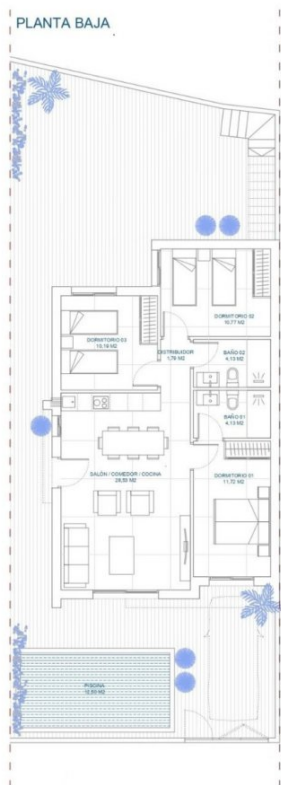 PLANTA BAJA
DORMITORIO 02
10,77 M2
DORMITORIO 03
10,19 M2
DISTRIBUIDOR
1,78 M2
BAÑO 02
4,13 M2
BAÑO 01
4,13 M2
SALÓN / COMEDOR / COCINA
28,50 M2
DORMITORIO 01
11,72 M2
PISCINA